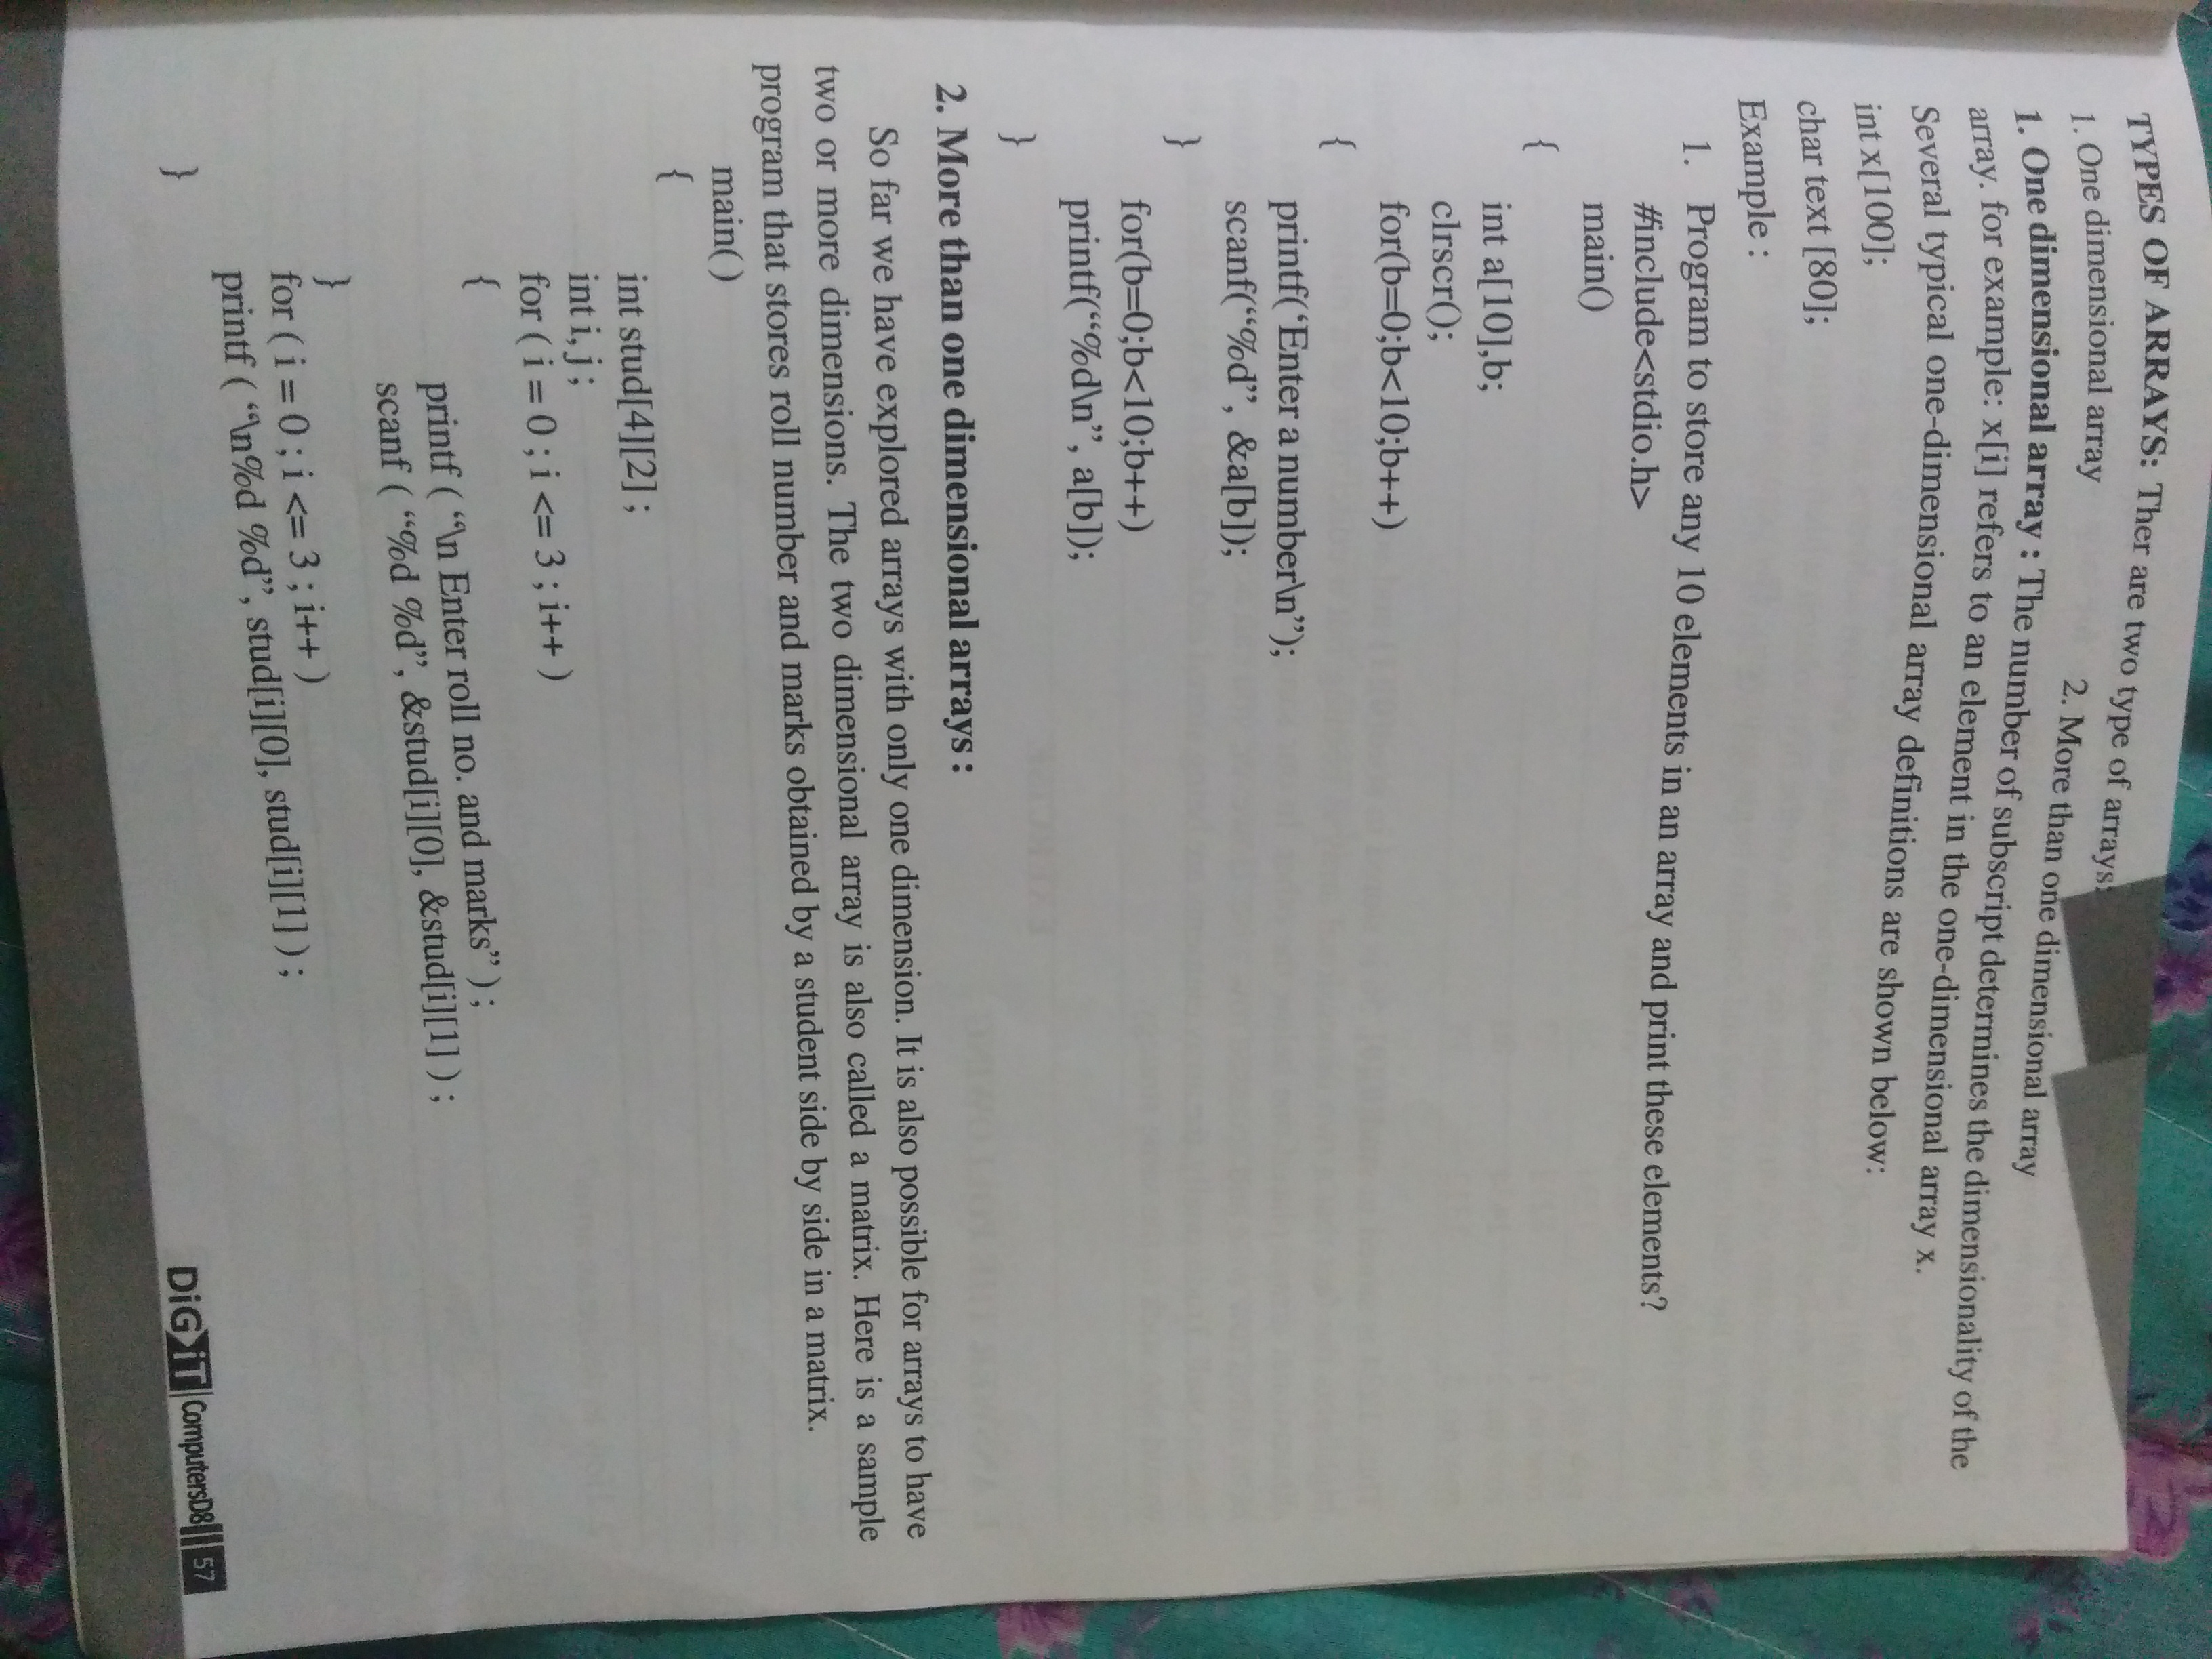 TYPES OF ARRAYS: Ther are two type of arrays:
1. One dimensional array 2. More than one dimensional array
1. One dimensional array : The number of subscript determines the dimensionality of the
array. for example: x[i] refers to an element in the one-dimensional array x.
Several typical one-dimensional array definitions are shown below:
int x[100];
char text [80];
Example :
1. Program to store any 10 elements in an array and print these elements?
#include<stdio.h>
main()
{
int a[10],b;
clrscr();
for(b=0;b<10;b++)
{
printf(‘Enter a number\n”);
scanf(“%d”, &a[b]);
}
for(b=0;b<10;b++)
printf(“%d\n”, a[b]);
}
2. More than one dimensional arrays :
So far we have explored arrays with only one dimension. It is also possible for arrays to have
two or more dimensions. The two dimensional array is also called a matrix. Here is a sample
program that stores roll number and marks obtained by a student side by side in a matrix.
main( )
{
int stud[4][2] ;
int i, j ;
for ( i = 0 ; i <= 3 ; i++ )
{
printf ( “\n Enter roll no. and marks” ) ;
scanf ( “%d %d”, &stud[i][0], &stud[i][1] ) ;
}
for ( i = 0 ; i <= 3 ; i++ )
printf ( “\n%d %d”, stud[i][0], stud[i][1] ) ;
}
DiGiT ComputersD8 57